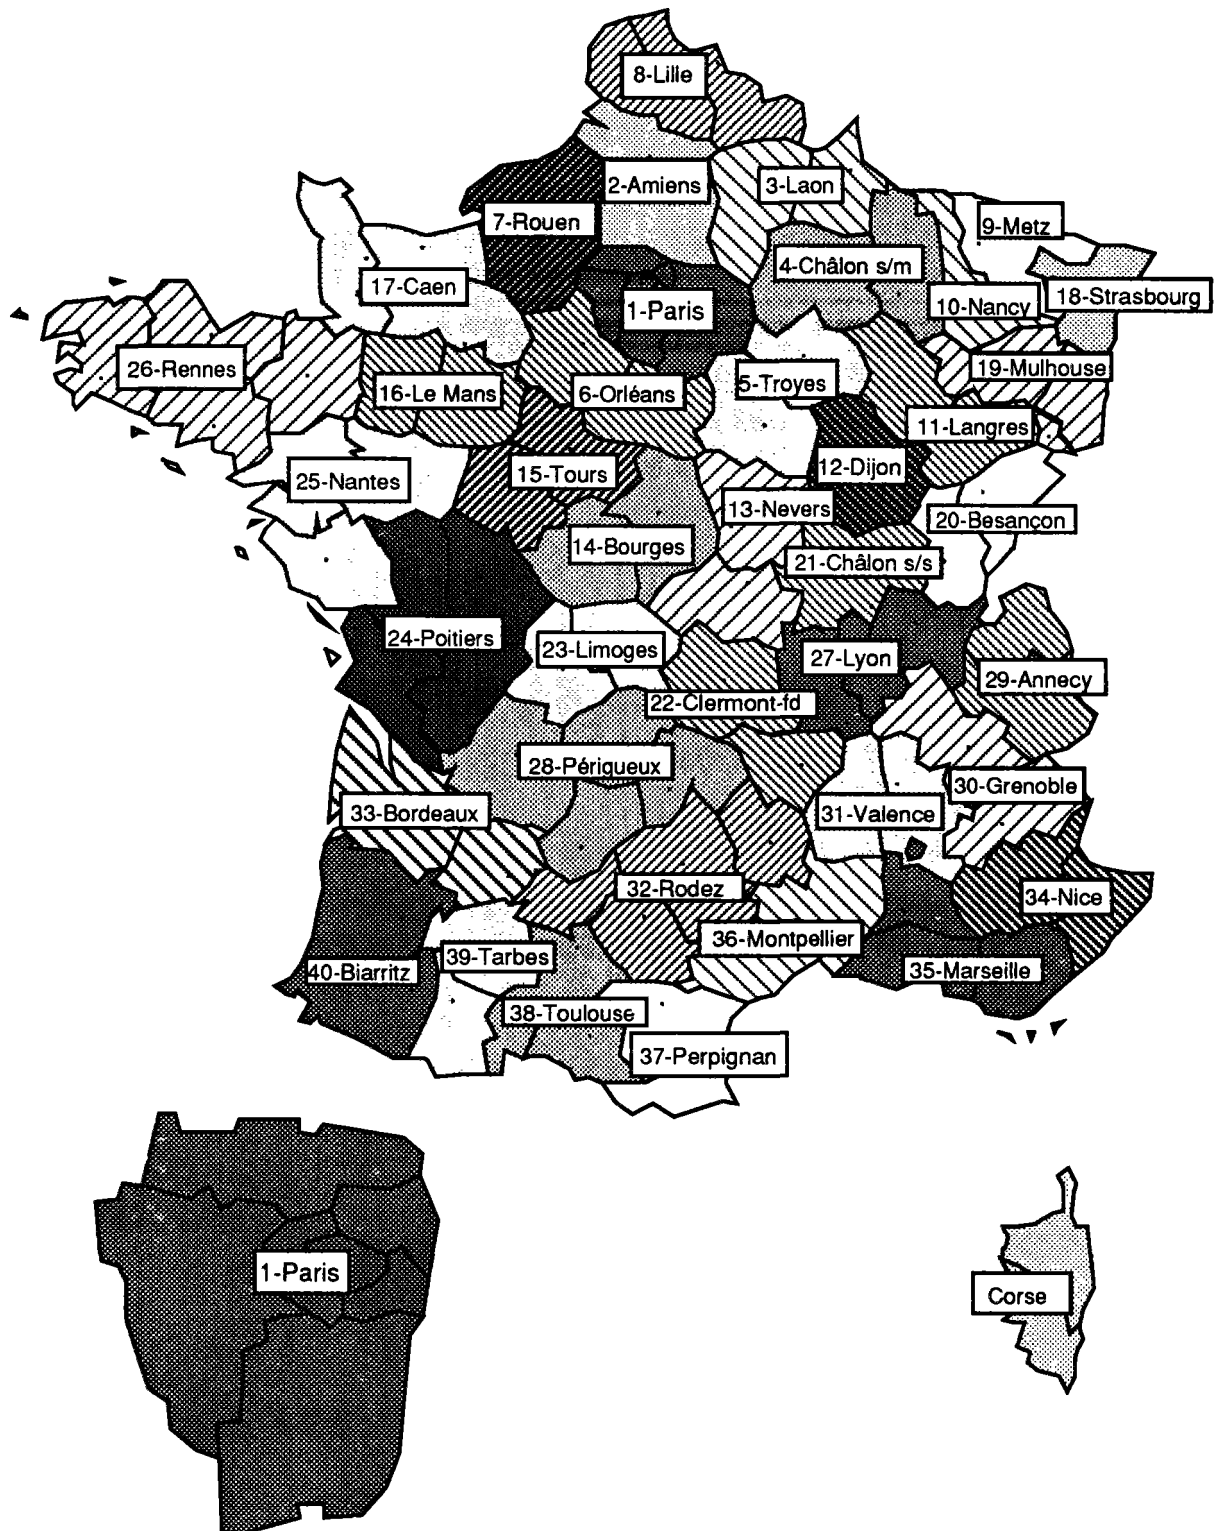 8-Lille
2-Amiens
3-Laon
7-Rouen
9-Metz
4-Châlon s/m
17-Caen
1-Paris
10-Nancy
18-Strasbourg
26-Rennes
16-Le Mans
6-Orléans
5-Troyes
19-Mulhouse
11-Langres
25-Nantes
15-Tours
12-Dijon
13-Nevers
20-Besançon
14-Bourges
21-Châlon s/s
24-Poitiers
23-Limoges
27-Lyon
29-Annecy
22-Clermont-fd
28-Périgueux
30-Grenoble
33-Bordeaux
31-Valence
32-Rodez
34-Nice
36-Montpellier
39-Tarbes
40-Biarritz
35-Marseille
38-Toulouse
37-Perpignan
1-Paris
Corse